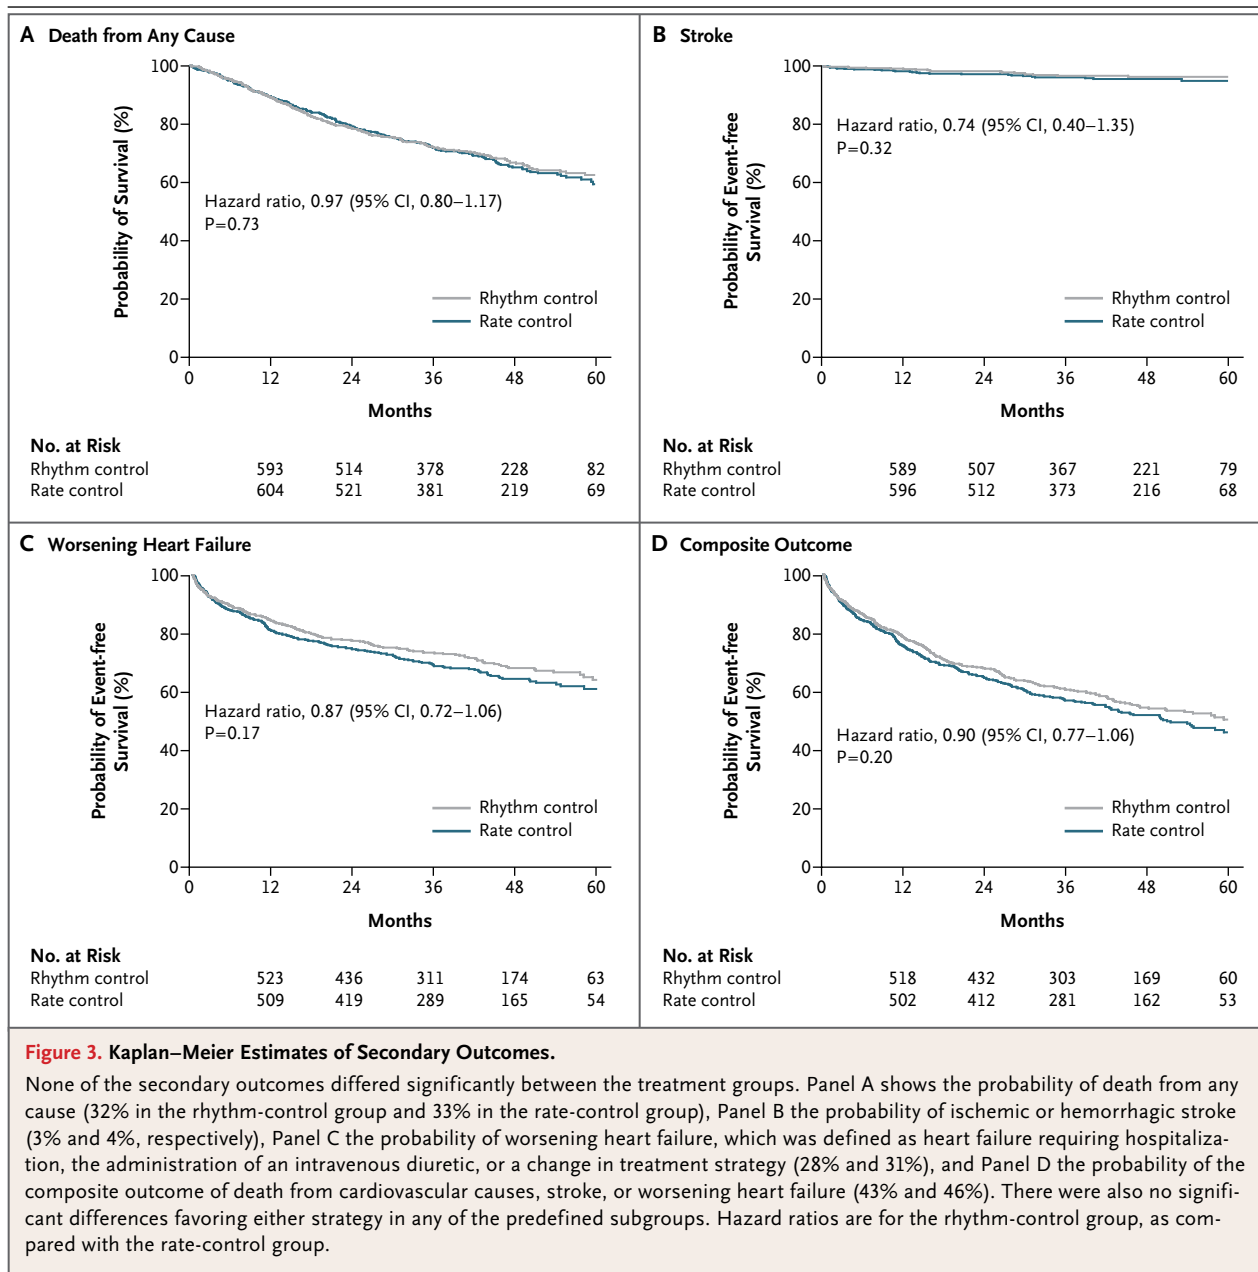 A Death from Any Cause
Probability of Survival (%)
100
80
60
40
20
0
Hazard ratio, 0.97 (95% CI, 0.80–1.17)
P=0.73
Rhythm control
Rate control
0 12 24 36 48 60
Months
No. at Risk
Rhythm control 593 514 378 228 82
Rate control 604 521 381 219 69
B Stroke
Probability of Event-free
Survival (%)
100
80
60
40
20
0
Hazard ratio, 0.74 (95% CI, 0.40–1.35)
P=0.32
Rhythm control
Rate control
0 12 24 36 48 60
Months
No. at Risk
Rhythm control 589 507 367 221 79
Rate control 596 512 373 216 68
C Worsening Heart Failure
Probability of Event-free
Survival (%)
100
80
60
40
20
0
Hazard ratio, 0.87 (95% CI, 0.72–1.06)
P=0.17
Rhythm control
Rate control
0 12 24 36 48 60
Months
No. at Risk
Rhythm control 523 436 311 174 63
Rate control 509 419 289 165 54
D Composite Outcome
Probability of Event-free
Survival (%)
100
80
60
40
20
0
Hazard ratio, 0.90 (95% CI, 0.77–1.06)
P=0.20
Rhythm control
Rate control
0 12 24 36 48 60
Months
No. at Risk
Rhythm control 518 432 303 169 60
Rate control 502 412 281 162 53
Figure 3. Kaplan–Meier Estimates of Secondary Outcomes.
None of the secondary outcomes differed significantly between the treatment groups. Panel A shows the probability of death from any
cause (32% in the rhythm-control group and 33% in the rate-control group), Panel B the probability of ischemic or hemorrhagic stroke
(3% and 4%, respectively), Panel C the probability of worsening heart failure, which was defined as heart failure requiring hospitaliza-
tion, the administration of an intravenous diuretic, or a change in treatment strategy (28% and 31%), and Panel D the probability of the
composite outcome of death from cardiovascular causes, stroke, or worsening heart failure (43% and 46%). There were also no signifi-
cant differences favoring either strategy in any of the predefined subgroups. Hazard ratios are for the rhythm-control group, as com-
pared with the rate-control group.